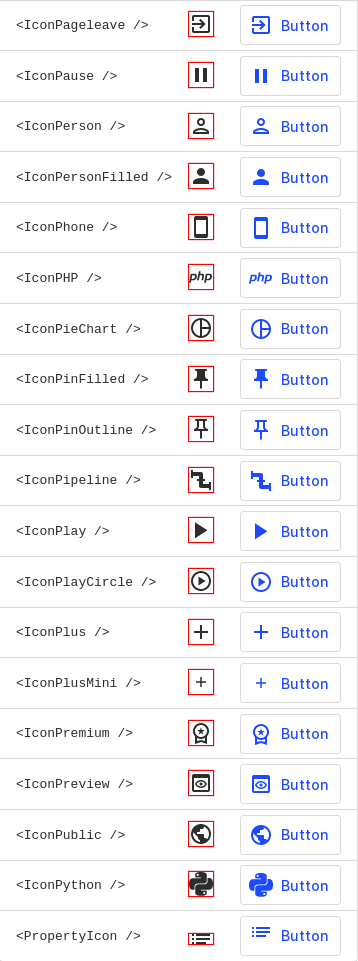 <IconPageleave /> Button
<IconPause /> Button
<IconPerson /> Button
<IconPersonFilled /> Button
<IconPhone /> Button
<IconPHP /> php php Button
<IconPieChart /> Button
<IconPinFilled /> Button
<IconPinOutline /> Button
<IconPipeline /> Button
<IconPlay /> Button
<IconPlayCircle /> Button
<IconPlus /> Button
<IconPlusMini /> Button
<IconPremium /> Button
<IconPreview /> Button
<IconPublic /> Button
<IconPython /> Button
<PropertyIcon /> Button